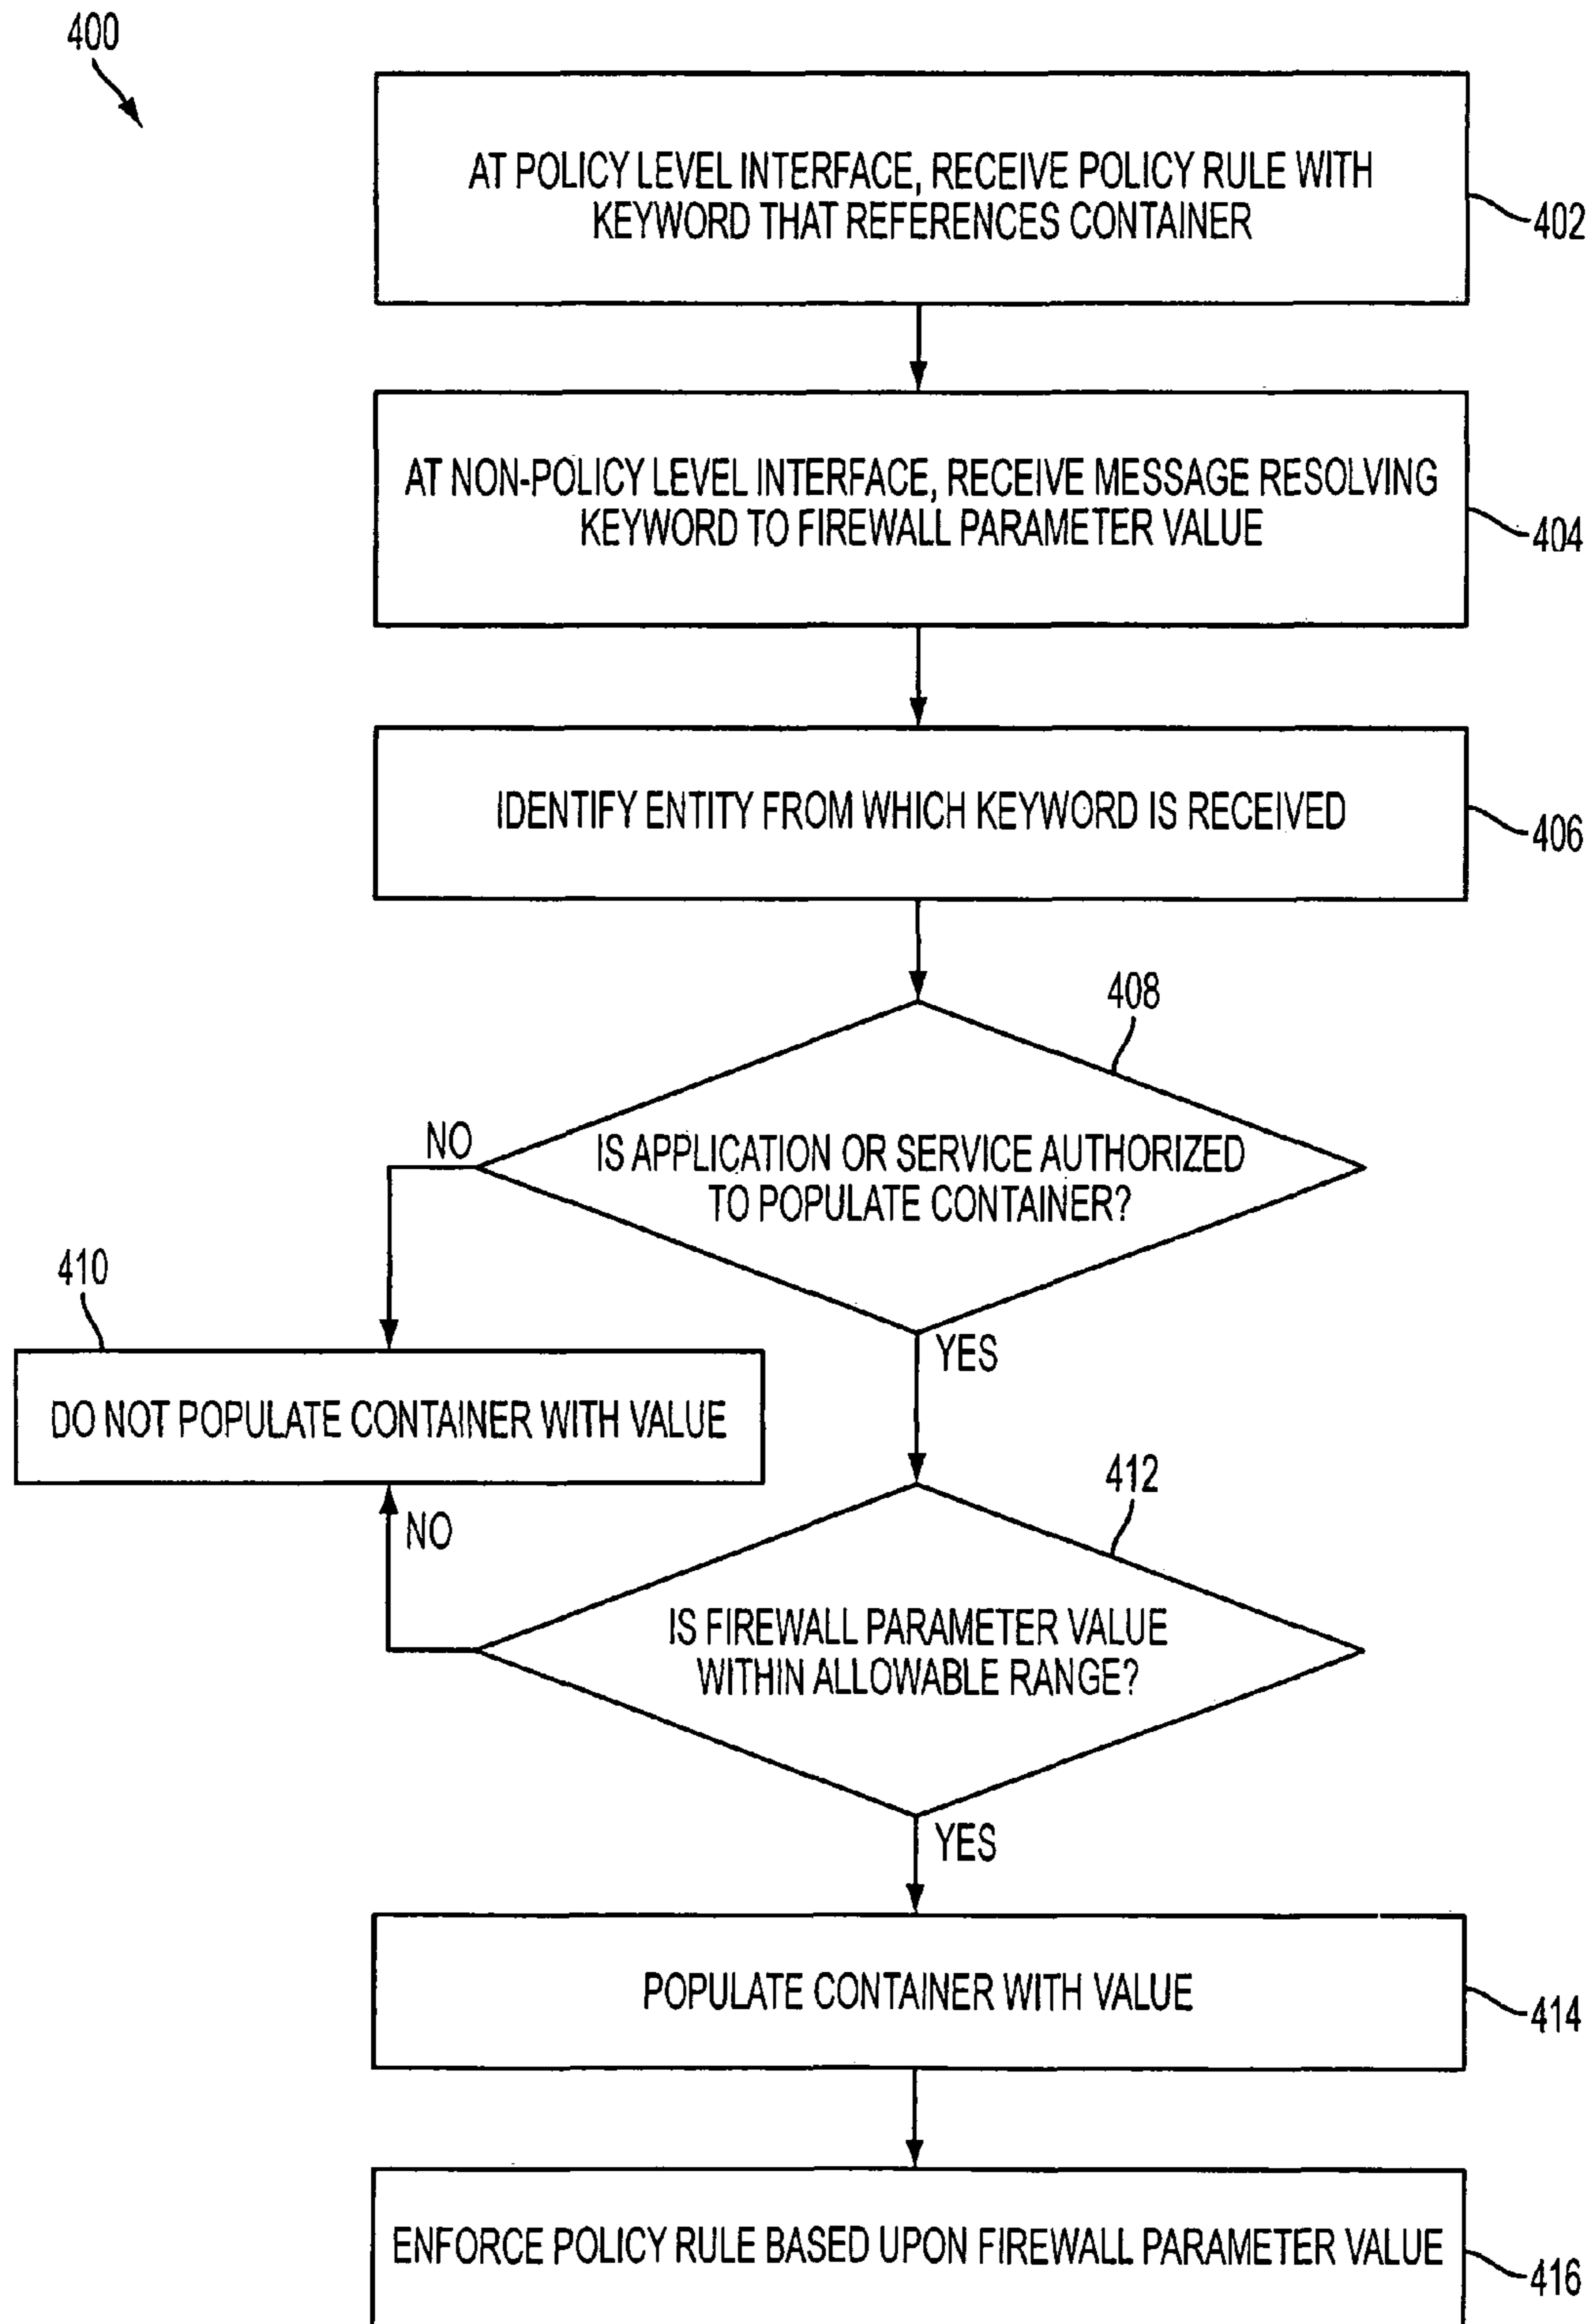 400
AT POLICY LEVEL INTERFACE, RECEIVE POLICY RULE WITH
KEYWORD THAT REFERENCES CONTAINER
402
AT NON-POLICY LEVEL INTERFACE, RECEIVE MESSAGE RESOLVING
KEYWORD TO FIREWALL PARAMETER VALUE
404
IDENTIFY ENTITY FROM WHICH KEYWORD IS RECEIVED
406
408
NO
IS APPLICATION OR SERVICE AUTHORIZED
TO POPULATE CONTAINER?
410
YES
DO NOT POPULATE CONTAINER WITH VALUE
412
NO
IS FIREWALL PARAMETER VALUE
WITHIN ALLOWABLE RANGE?
YES
POPULATE CONTAINER WITH VALUE
414
ENFORCE POLICY RULE BASED UPON FIREWALL PARAMETER VALUE
416